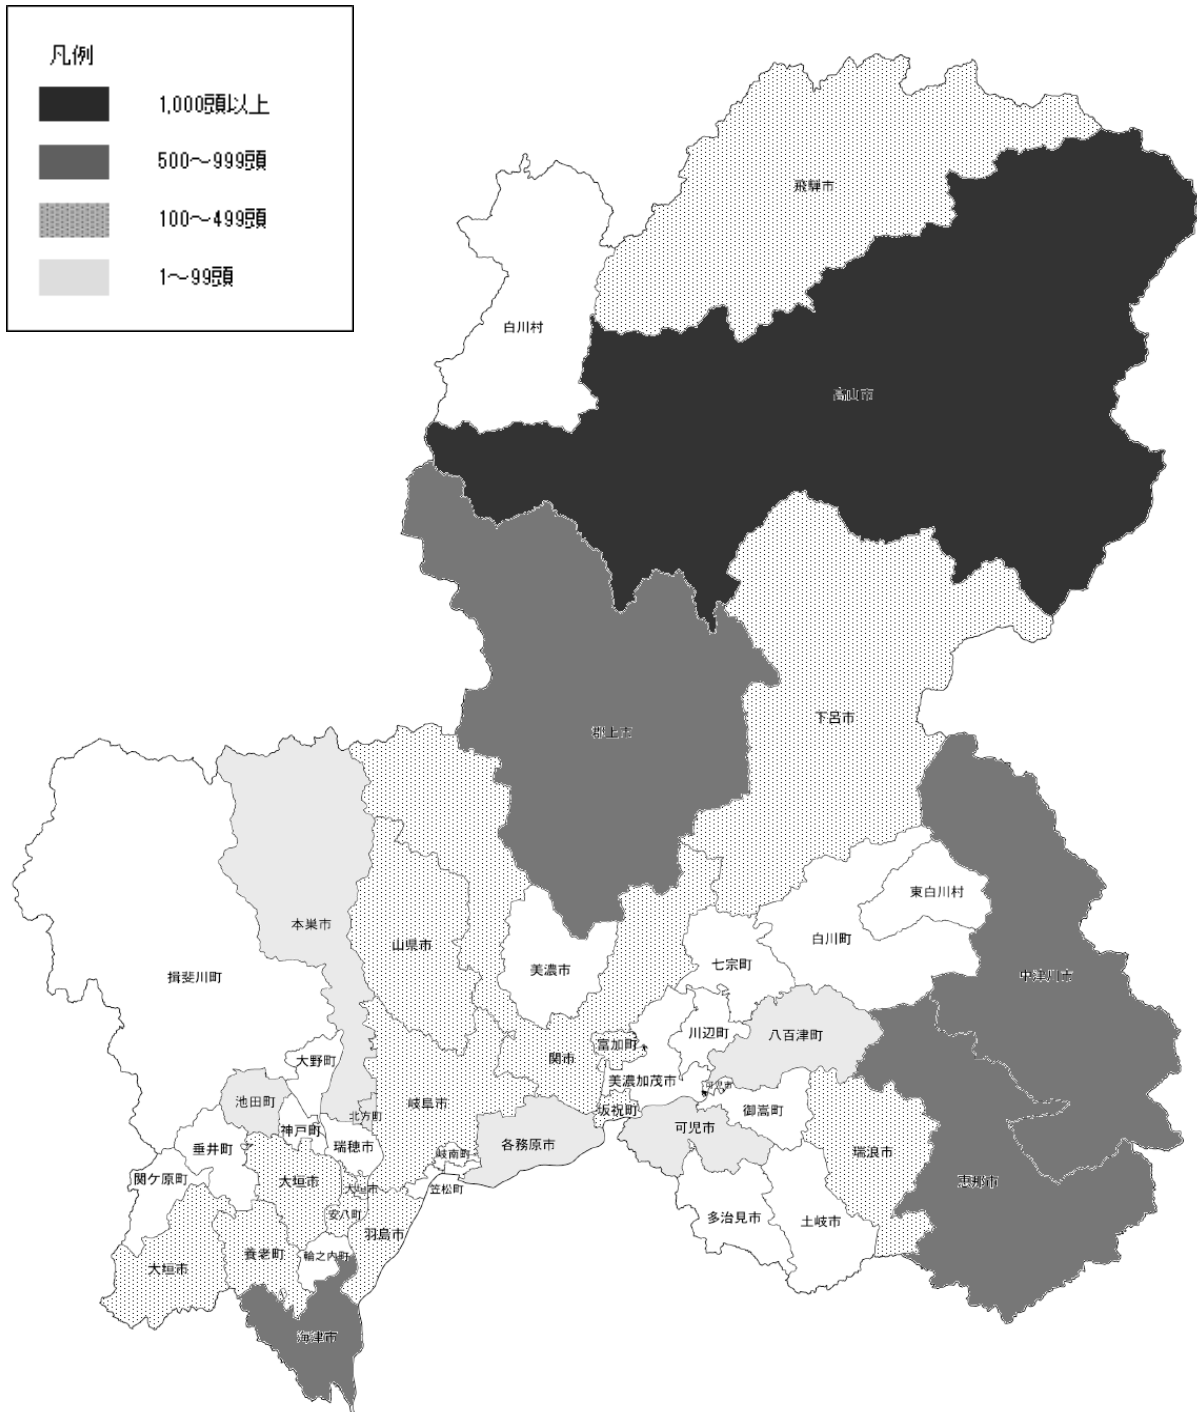 凡例
1,000頭以上
500～999頭
100～499頭
1～99頭
飛騨市
白川村
高山市
下呂市
郡上市
東白川村
本巣市
白川町
山県市
七宗町
美濃市
中津川市
揖斐川町
川辺町
八百津町
富加町
関市
大野町
美濃加茂市
可児市
池田町
岐阜市
坂祝町
御嵩町
北方町
可児市
神戸町
各務原市
垂井町
瑞穂市
瑞浪市
岐南町
関ケ原町
大垣市
恵那市
大垣市
笠松町
安八町
多治見市
土岐市
羽島市
養老町
輪之内町
大垣市
海津市